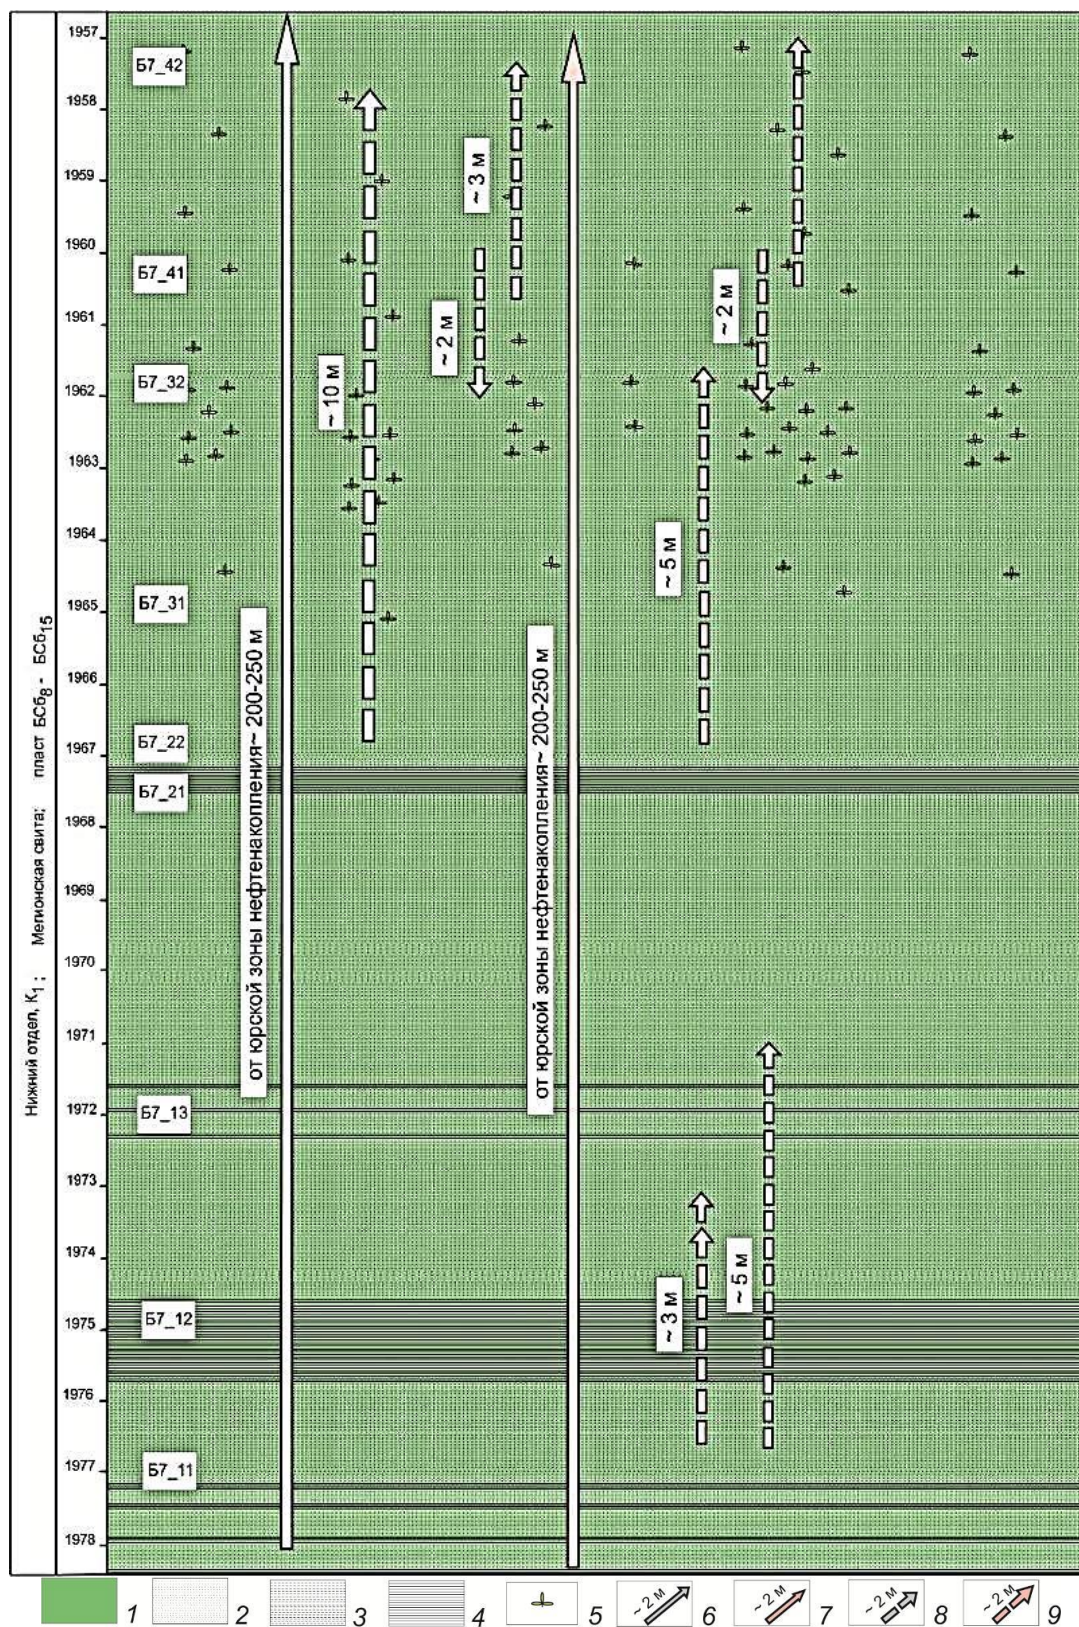 Нижний отдел, К1 ; Мегионская свита; пласт БСб8 - БСб15
1957
1958
1959
1960
1961
1962
1963
1964
1965
1966
1967
1968
1969
1970
1971
1972
1973
1974
1975
1976
1977
1978
Б7_42
Б7_41
Б7_32
Б7_31
Б7_22
Б7_21
Б7_13
Б7_12
Б7_11
от юрской зоны нефтенакопления~ 200-250 м
~ 10 м
~ 2 м
~ 3 м
от юрской зоны нефтенакопления~ 200-250 м
~ 5 м
~ 2 м
~ 3 м
~ 5 м
1
2
3
4
5
~ 2 м
6
~ 2 м
7
~ 2 м
8
~2 м
9